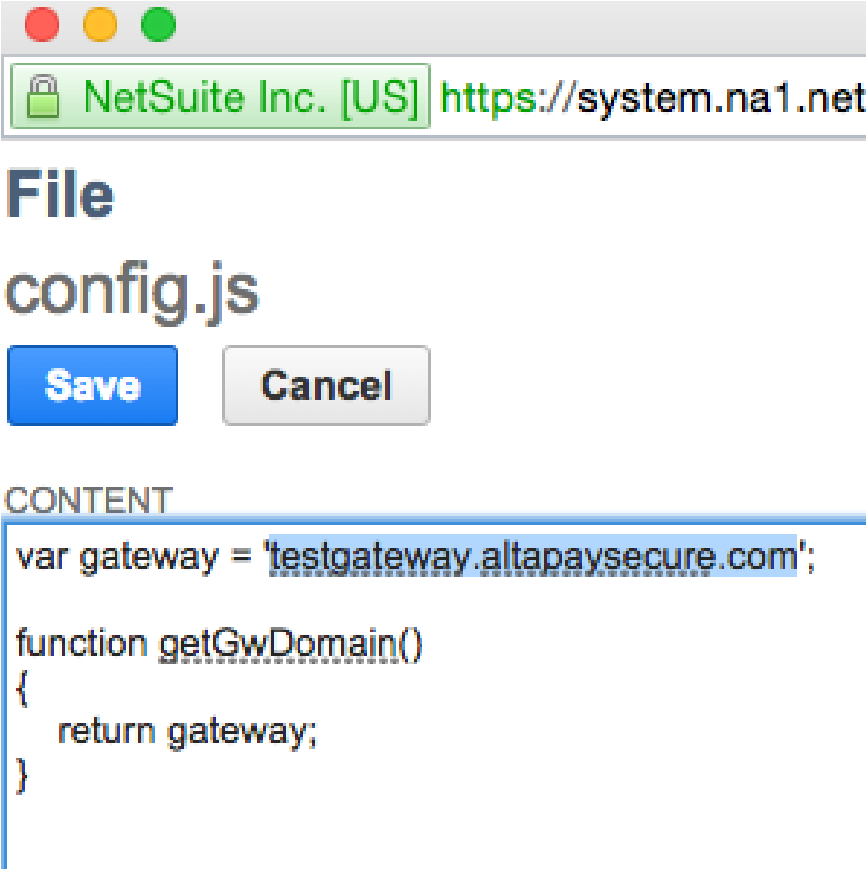 NetSuite Inc. [US] https://system.na1.net
File
config.js
Save Cancel
CONTENT
var gateway = 'testgateway.altapaysecure.com';
function getGwDomain()
{
return gateway;
}